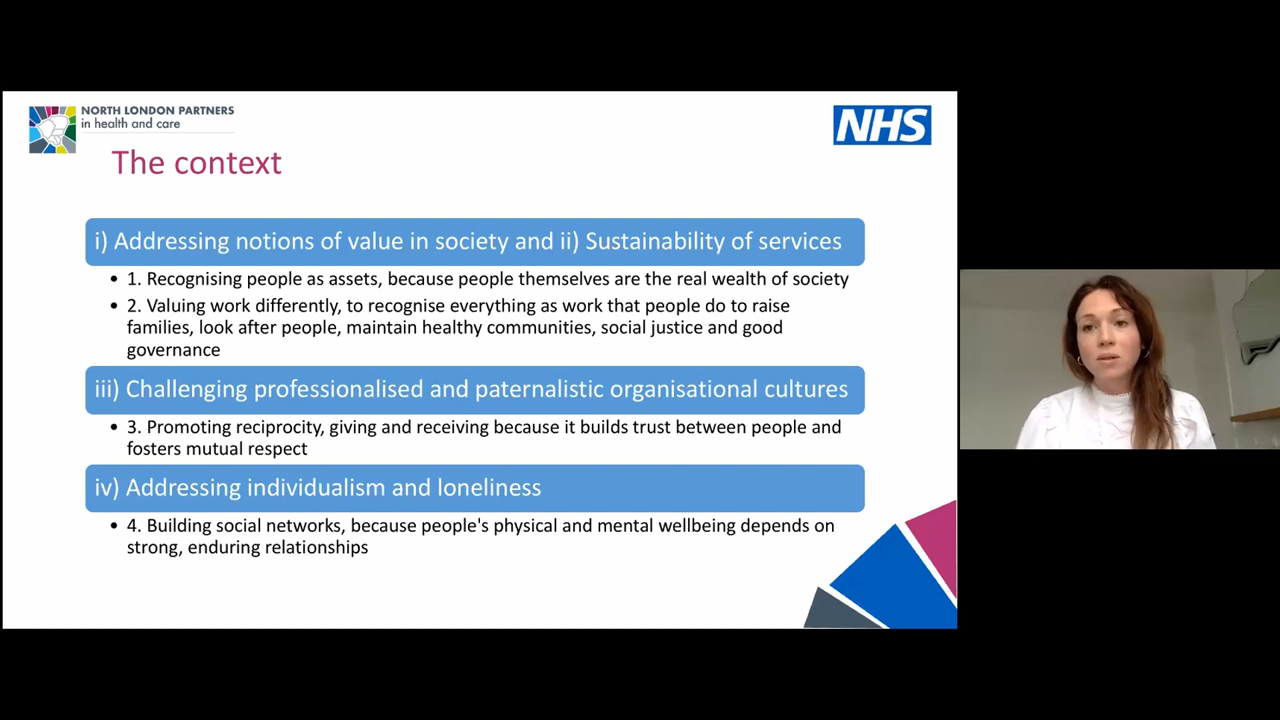 NORTH LONDON PARTNERS
in health and care
NHS
The context
i) Addressing notions of value in society and ii) Sustainability of services
• 1. Recognising people as assets, because people themselves are the real wealth of society
• 2. Valuing work differently, to recognise everything as work that people do to raise
families, look after people, maintain healthy communities, social justice and good
governance
iii) Challenging professionalised and paternalistic organisational cultures
• 3. Promoting reciprocity, giving and receiving because it builds trust between people and
fosters mutual respect
iv) Addressing individualism and loneliness
• 4. Building social networks, because people's physical and mental wellbeing depends on
strong, enduring relationships